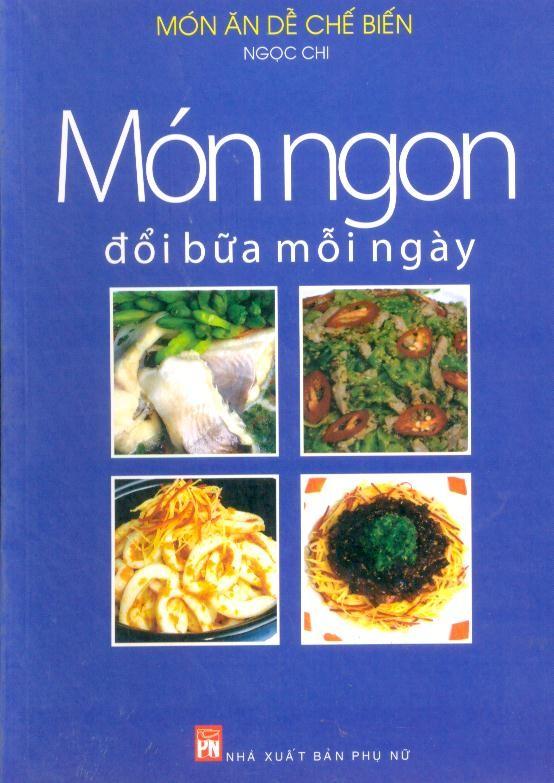 MÓN ĂN DỄ CHẾ BIẾN
NGỌC CHI
Món ngon
đổi bữa mỗi ngày
PN NHÀ XUẤT BẢN PHỤ NỮ